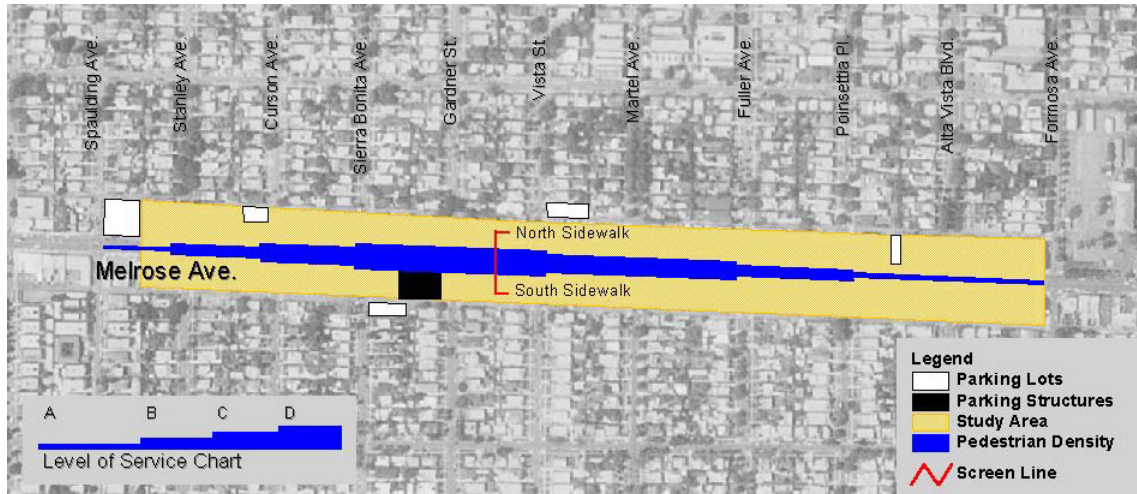 Spaulding Ave.
Stanley Ave.
Curson Ave.
Sierra Bonita Ave.
Gardner St.
Vista St.
Martel Ave.
Fuller Ave.
Poinsettia Pl.
Alta Vista Blvd.
Formosa Ave.
North Sidewalk
Melrose Ave.
South Sidewalk
Legend
Parking Lots
Parking Structures
Study Area
Pedestrian Density
Screen Line
A B C D
Level of Service Chart